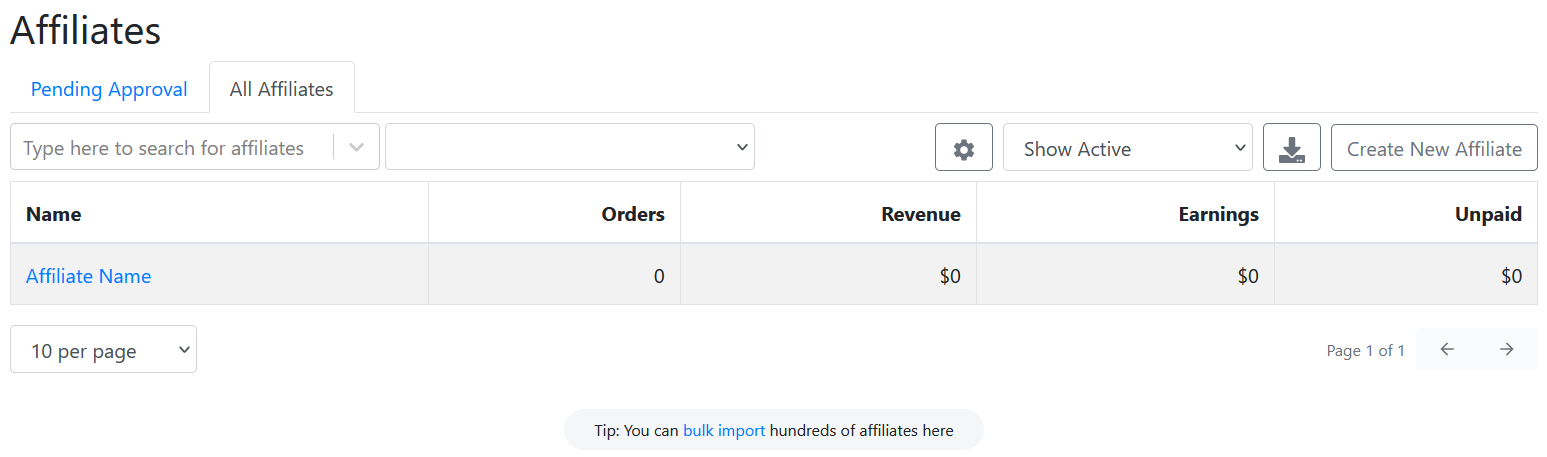 Affiliates
Pending Approval All Affiliates
Type here to search for affiliates Show Active Create New Affiliate
Name Orders Revenue Earnings Unpaid
Affiliate Name 0 $0 $0 $0
10 per page Page 1 of 1
Tip: You can bulk import hundreds of affiliates here